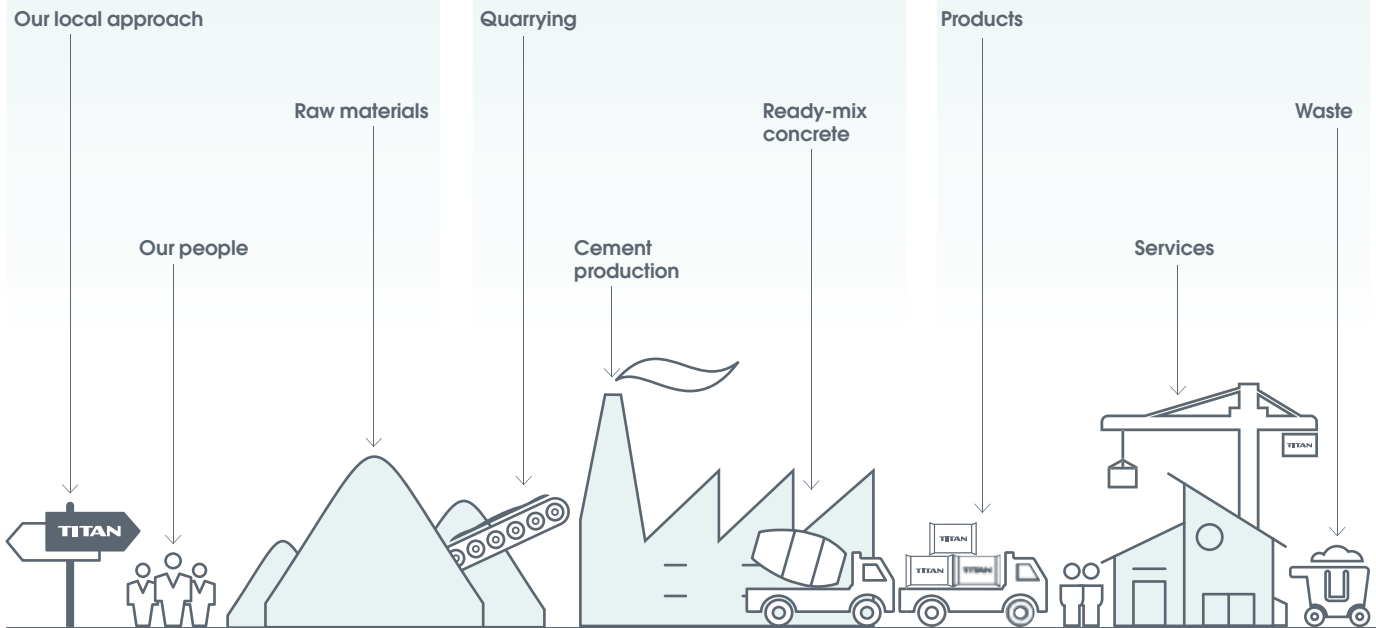 Our local approach
Quarrying
Products
Raw materials
Ready-mix
concrete
Waste
Our people
Cement
production
Services
TITAN
TITAN
TITAN
TITAN
TITAN